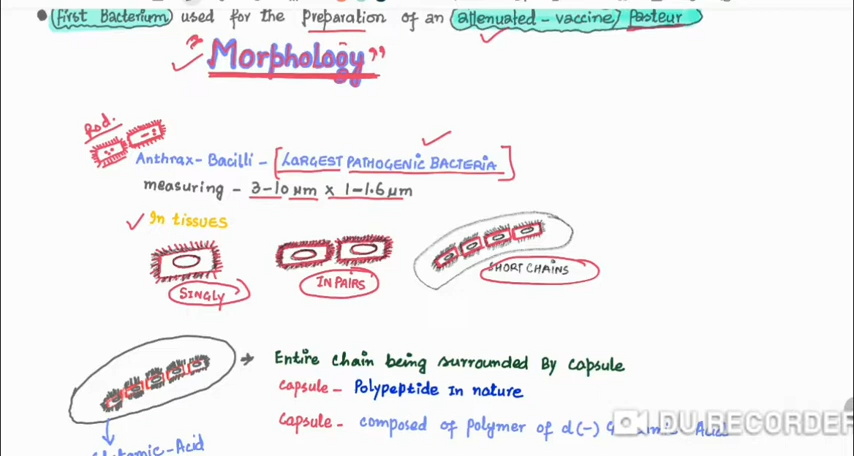 • First Bacterium used for the preparation of an attenuated-vaccine Pasteur
"Morphology"
Rod.
Anthrax-Bacilli - [LARGEST PATHOGENIC BACTERIA]
measuring - 3-10 µm x 1-1.6 µm
In tissues
SINGLY
IN PAIRS
SHORT CHAINS
Entire Chain being surrounded By capsule
Capsule - Polypeptide In nature
Capsule - composed of polymer of d(-) Acid
-Acid
DU RECORDER